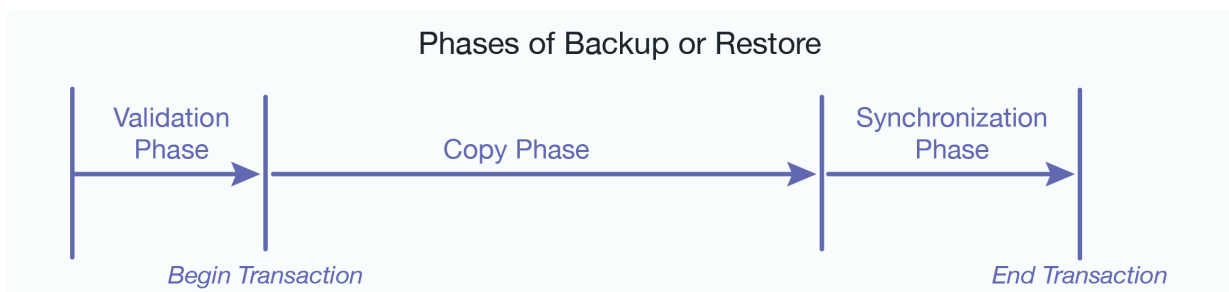 Phases of Backup or Restore
Validation
Phase
Copy Phase
Synchronization
Phase
Begin Transaction
End Transaction